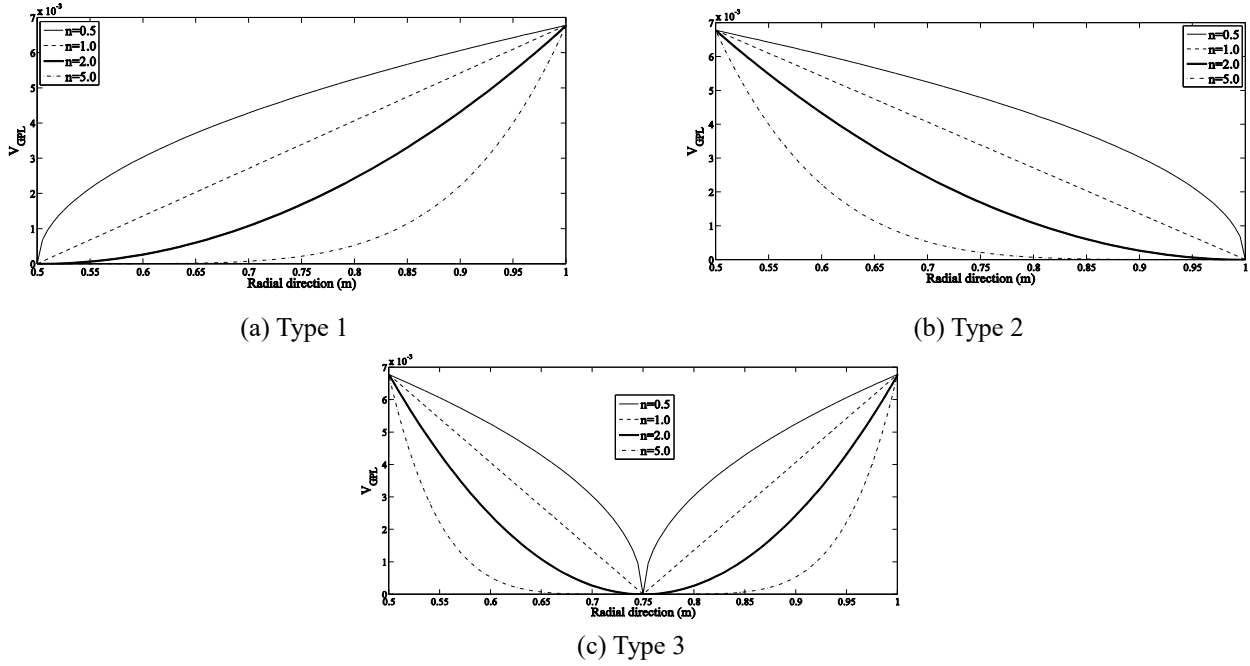 x 10⁻³
7
6
5
4
3
2
1
0
V_GPL
n=0.5
n=1.0
n=2.0
n=5.0
0.5 0.55 0.6 0.65 0.7 0.75 0.8 0.85 0.9 0.95 1
Radial direction (m)
(a) Type 1
x 10⁻³
7
6
5
4
3
2
1
0
V_GPL
n=0.5
n=1.0
n=2.0
n=5.0
0.5 0.55 0.6 0.65 0.7 0.75 0.8 0.85 0.9 0.95 1
Radial direction (m)
(b) Type 2
x 10⁻³
7
6
5
4
3
2
1
0
V_GPL
n=0.5
n=1.0
n=2.0
n=5.0
0.5 0.55 0.6 0.65 0.7 0.75 0.8 0.85 0.9 0.95 1
Radial direction (m)
(c) Type 3